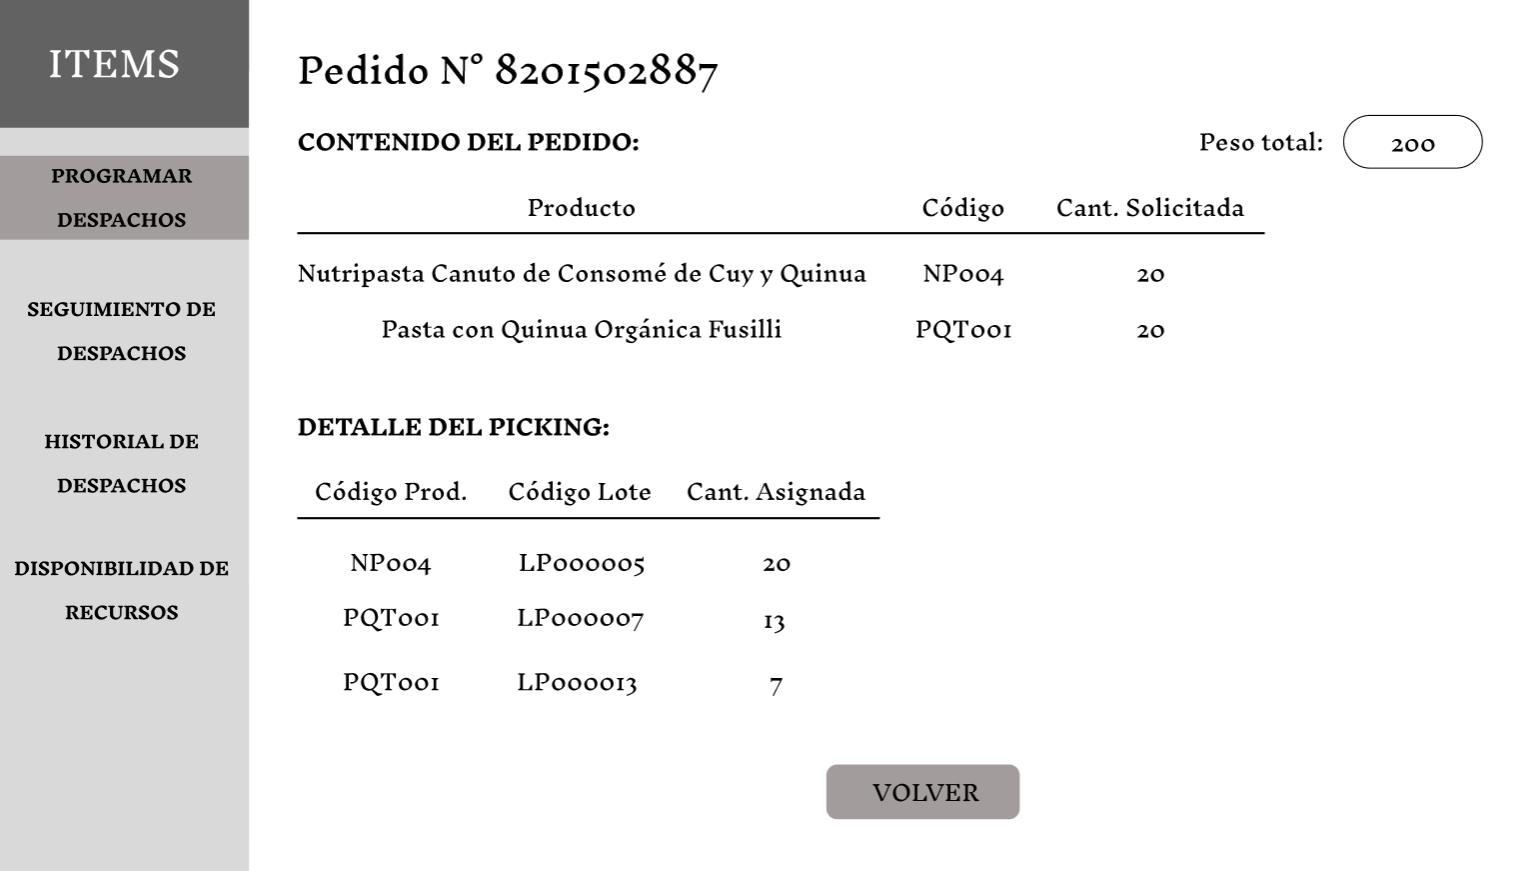 ITEMS
PROGRAMAR
DESPACHOS
SEGUIMIENTO DE
DESPACHOS
HISTORIAL DE
DESPACHOS
DISPONIBILIDAD DE
RECURSOS
Pedido N° 8201502887
CONTENIDO DEL PEDIDO:
Peso total: 200
Producto Código Cant. Solicitada
Nutripasta Canuto de Consomé de Cuy y Quinua NP004 20
Pasta con Quinua Orgánica Fusilli PQT001 20
DETALLE DEL PICKING:
Código Prod. Código Lote Cant. Asignada
NP004 LP000005 20
PQT001 LP000007 13
PQT001 LP000013 7
VOLVER